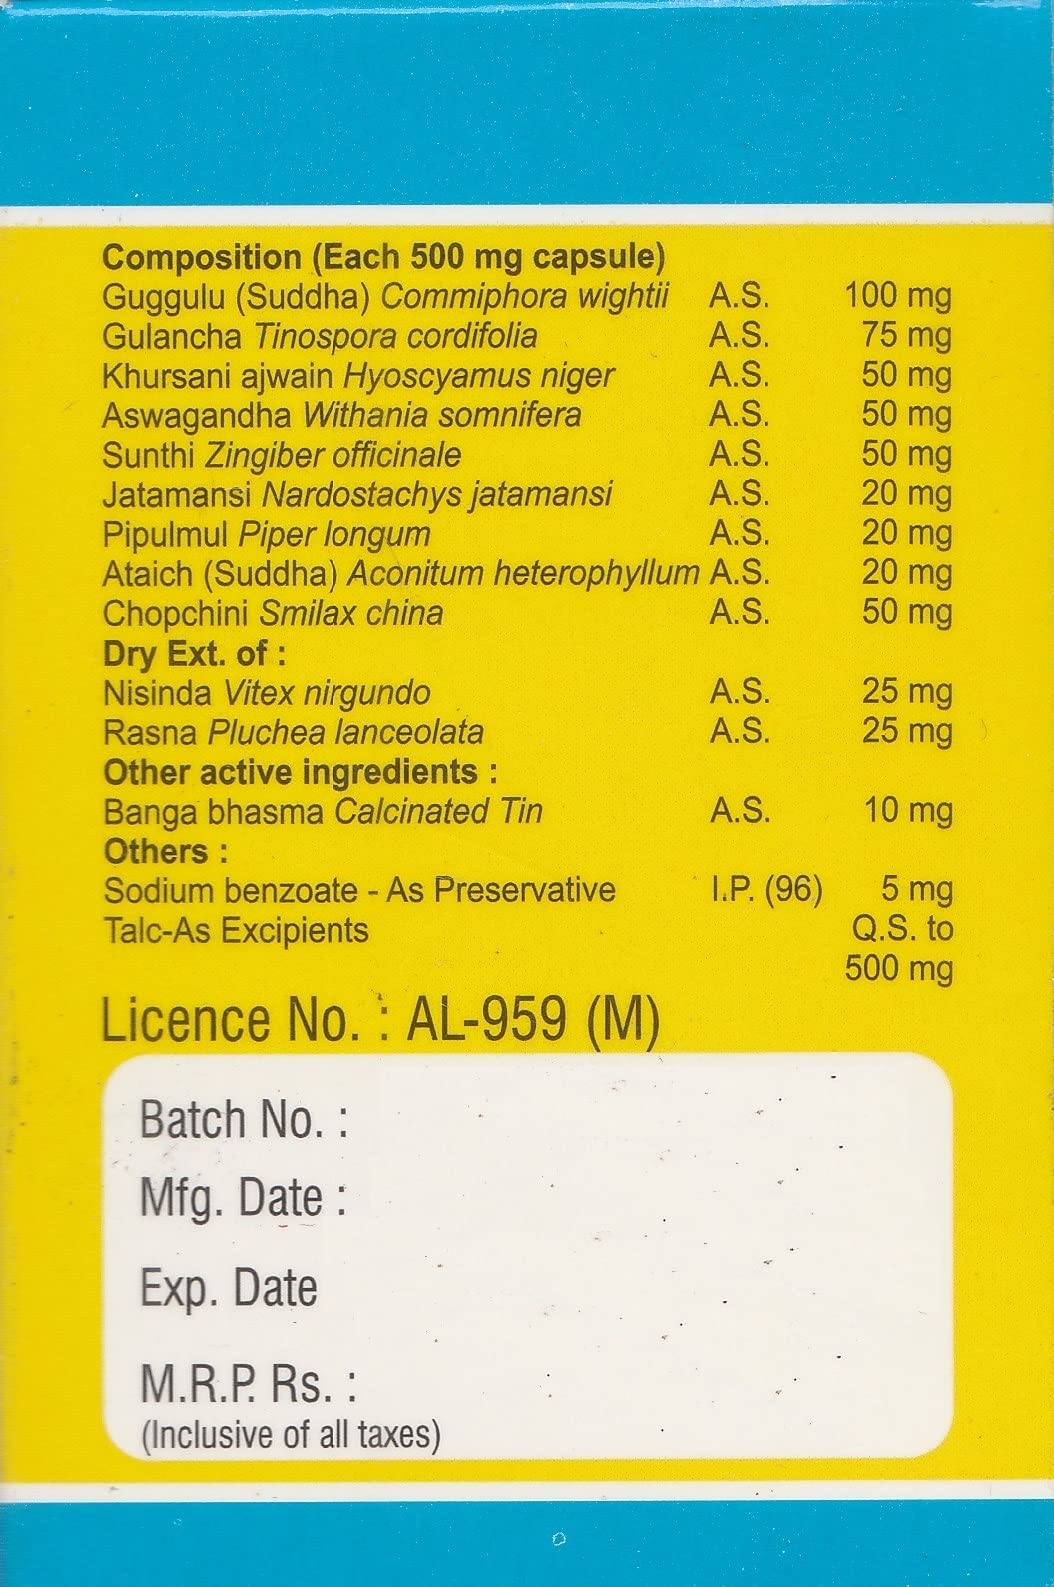 Composition (Each 500 mg capsule)
Guggulu (Suddha) Commiphora wightii A.S. 100 mg
Gulancha Tinospora cordifolia A.S. 75 mg
Khursani ajwain Hyoscyamus niger A.S. 50 mg
Aswagandha Withania somnifera A.S. 50 mg
Sunthi Zingiber officinale A.S. 50 mg
Jatamansi Nardostachys jatamansi A.S. 20 mg
Pipulmul Piper longum A.S. 20 mg
Ataich (Suddha) Aconitum heterophyllum A.S. 20 mg
Chopchini Smilax china A.S. 50 mg
Dry Ext. of :
Nisinda Vitex nirgundo A.S. 25 mg
Rasna Pluchea lanceolata A.S. 25 mg
Other active ingredients :
Banga bhasma Calcinated Tin A.S. 10 mg
Others :
Sodium benzoate - As Preservative I.P. (96) 5 mg
Talc-As Excipients Q.S. to
500 mg
Licence No. : AL-959 (M)
Batch No. :
Mfg. Date :
Exp. Date
M.R.P. Rs. :
(Inclusive of all taxes)